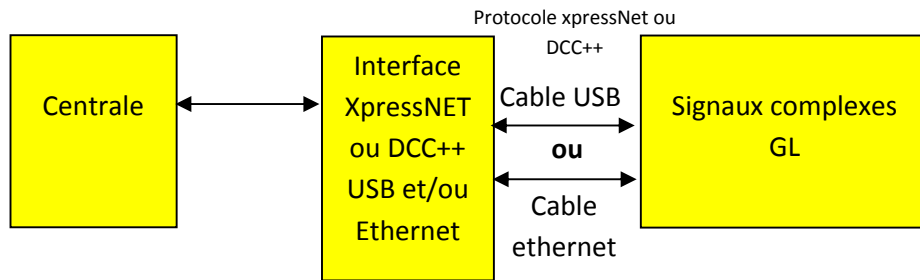 Protocole xpressNet ou
DCC++
Centrale
Interface
XpressNET
ou DCC++
USB et/ou
Ethernet
Cable USB
ou
Cable
ethernet
Signaux complexes
GL